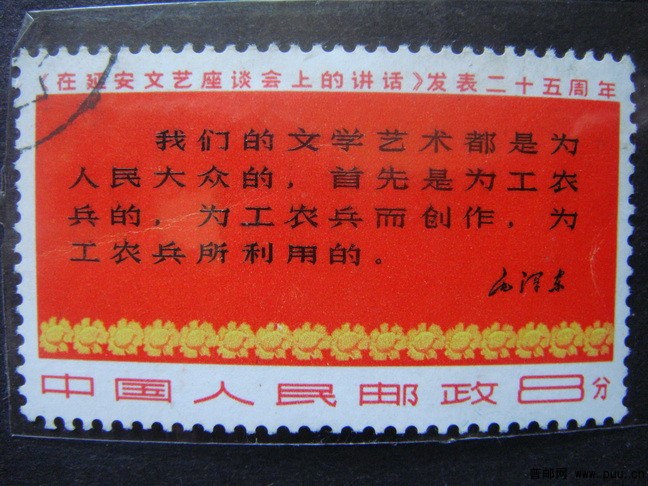 《在延安文艺座谈会上的讲话》发表二十五周年
我们的文学艺术都是为
人民大众的，首先是为工农
兵的，为工农兵而创作，为
工农兵所利用的。
毛泽东
中国人民邮政 8分
普邮网 www.puu.cn